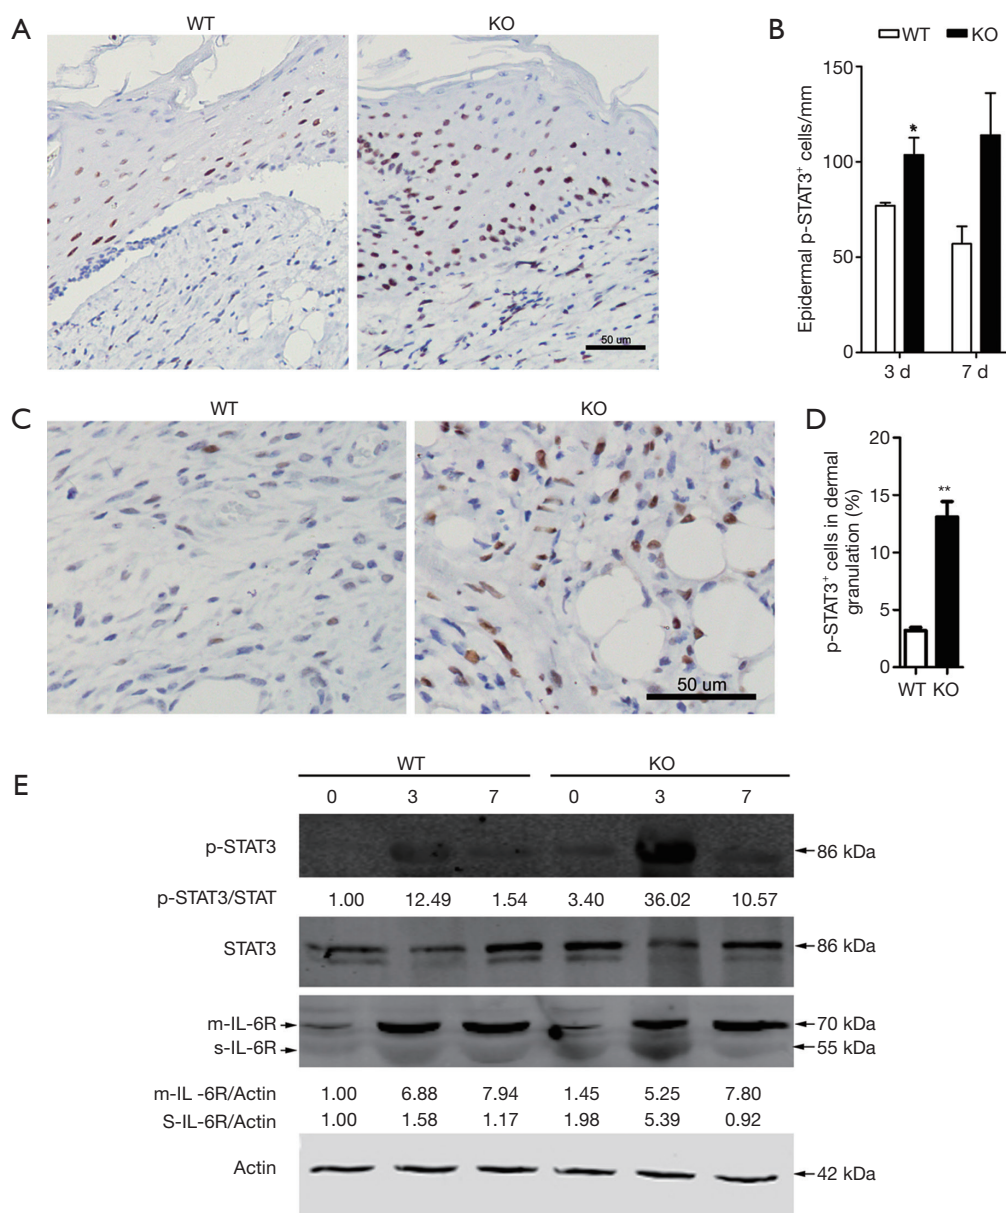 A
WT
KO
50 um
B
WT KO
Epidermal p-STAT3+ cells/mm
150
100
50
0
*
3 d 7 d
C
WT
KO
50 um
D
p-STAT3+ cells in dermal
granulation (%)
20
15
10
5
0
**
WT KO
E
WT KO
0 3 7 0 3 7
p-STAT3 86 kDa
p-STAT3/STAT 1.00 12.49 1.54 3.40 36.02 10.57
STAT3 86 kDa
m-IL-6R 70 kDa
s-IL-6R 55 kDa
m-IL -6R/Actin 1.00 6.88 7.94 1.45 5.25 7.80
S-IL-6R/Actin 1.00 1.58 1.17 1.98 5.39 0.92
Actin 42 kDa